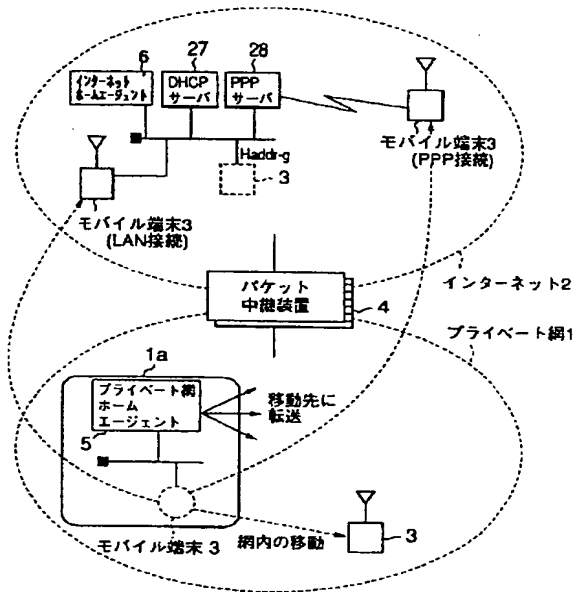 6
27
28
インターネット
ホームエージェント
DHCP
サーバ
PPP
サーバ
モバイル端末3
(PPP接続)
Haddr-g
3
モバイル端末3
(LAN接続)
インターネット2
パケット
中継装置
4
プライベート網1
1a
プライベート網
ホーム
エージェント
5
移動先に
転送
モバイル端末 3
網内の移動
3